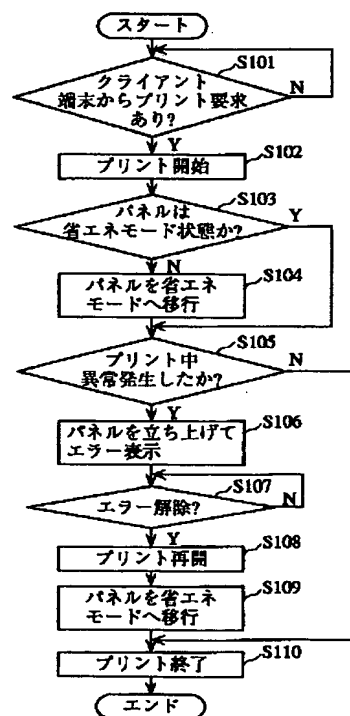 スタート
S101
クライアント
端末からプリント要求
あり?
N
Y
S102
プリント開始
S103
パネルは
省エネモード状態か?
Y
N
S104
パネルを省エネ
モードへ移行
S105
プリント中
異常発生したか?
N
Y
S106
パネルを立ち上げて
エラー表示
S107
エラー解除?
N
Y
S108
プリント再開
S109
パネルを省エネ
モードへ移行
S110
プリント終了
エンド